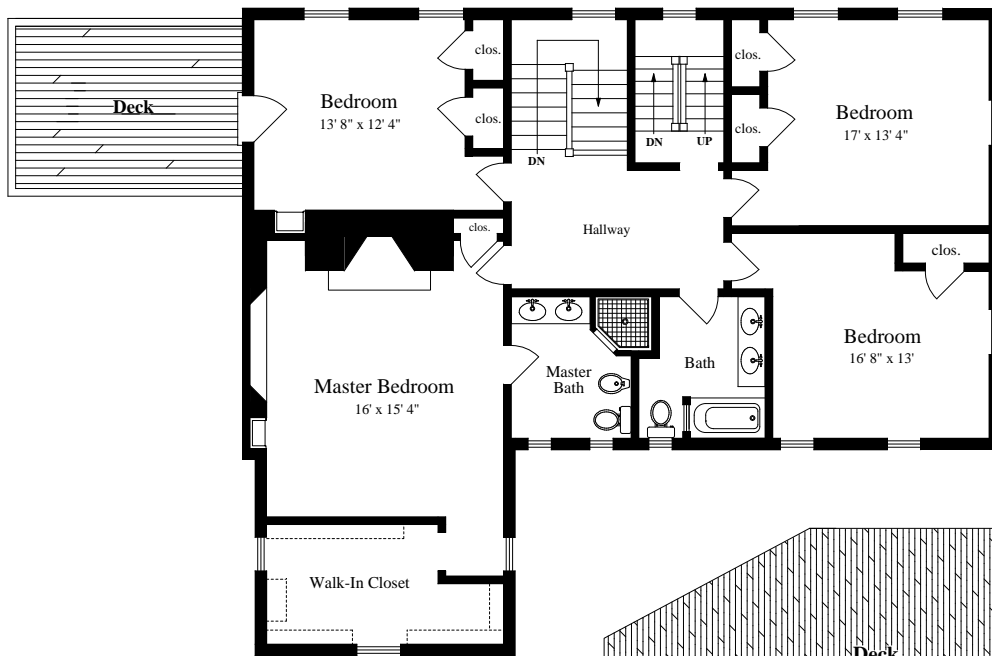 clos.
clos.
Deck
Bedroom
13' 8" x 12' 4"
clos.
clos.
Bedroom
17' x 13' 4"
DN
DN
UP
clos.
Hallway
clos.
Bedroom
16' 8" x 13'
Master Bedroom
16' x 15' 4"
Master
Bath
Bath
Walk-In Closet
Deck